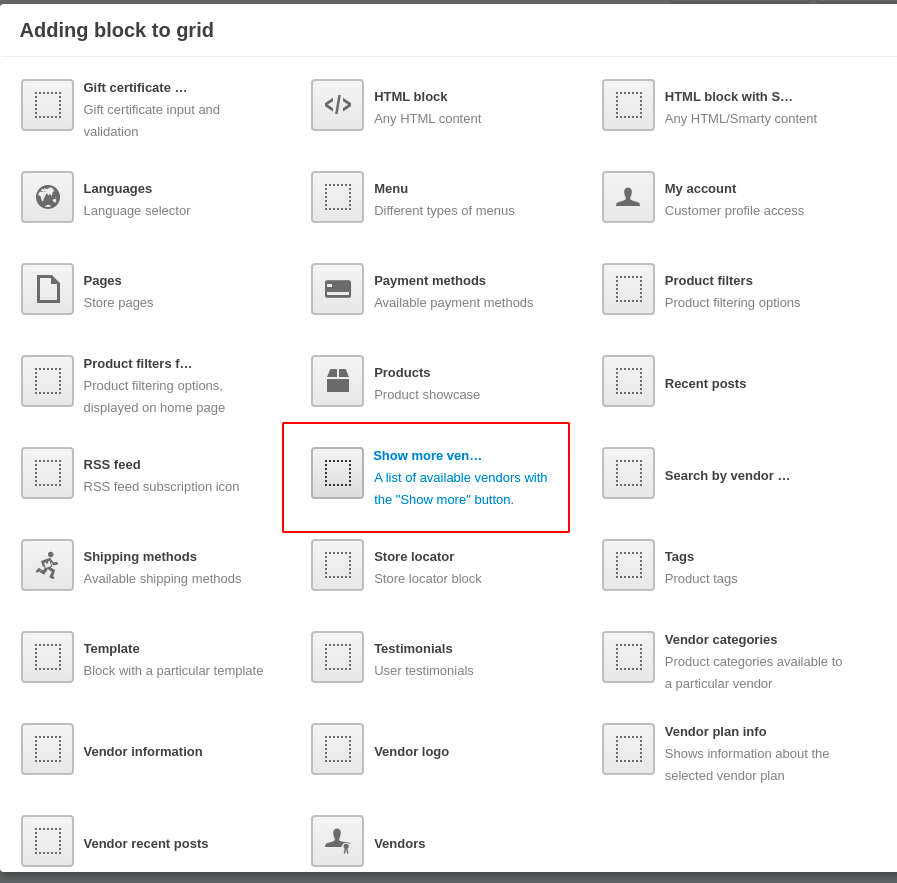 Adding block to grid
Gift certificate ...
Gift certificate input and
validation
HTML block
Any HTML content
HTML block with S...
Any HTML/Smarty content
Languages
Language selector
Menu
Different types of menus
My account
Customer profile access
Pages
Store pages
Payment methods
Available payment methods
Product filters
Product filtering options
Product filters f...
Product filtering options,
displayed on home page
Products
Product showcase
Recent posts
RSS feed
RSS feed subscription icon
Show more ven...
A list of available vendors with
the "Show more" button.
Search by vendor ...
Shipping methods
Available shipping methods
Store locator
Store locator block
Tags
Product tags
Template
Block with a particular template
Testimonials
User testimonials
Vendor categories
Product categories available to
a particular vendor
Vendor information
Vendor logo
Vendor plan info
Shows information about the
selected vendor plan
Vendor recent posts
Vendors